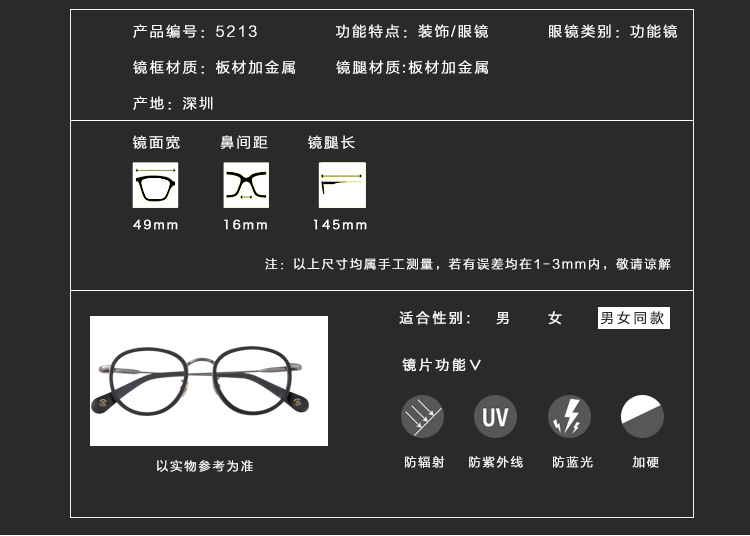 产品编号：5213 功能特点：装饰/眼镜 眼镜类别：功能镜
镜框材质：板材加金属 镜腿材质:板材加金属
产地：深圳
镜面宽 鼻间距 镜腿长
49mm 16mm 145mm
注：以上尺寸均属手工测量，若有误差均在1-3mm内，敬请谅解
适合性别： 男 女 男女同款
镜片功能∨
UV
防辐射 防紫外线 防蓝光 加硬
以实物参考为准